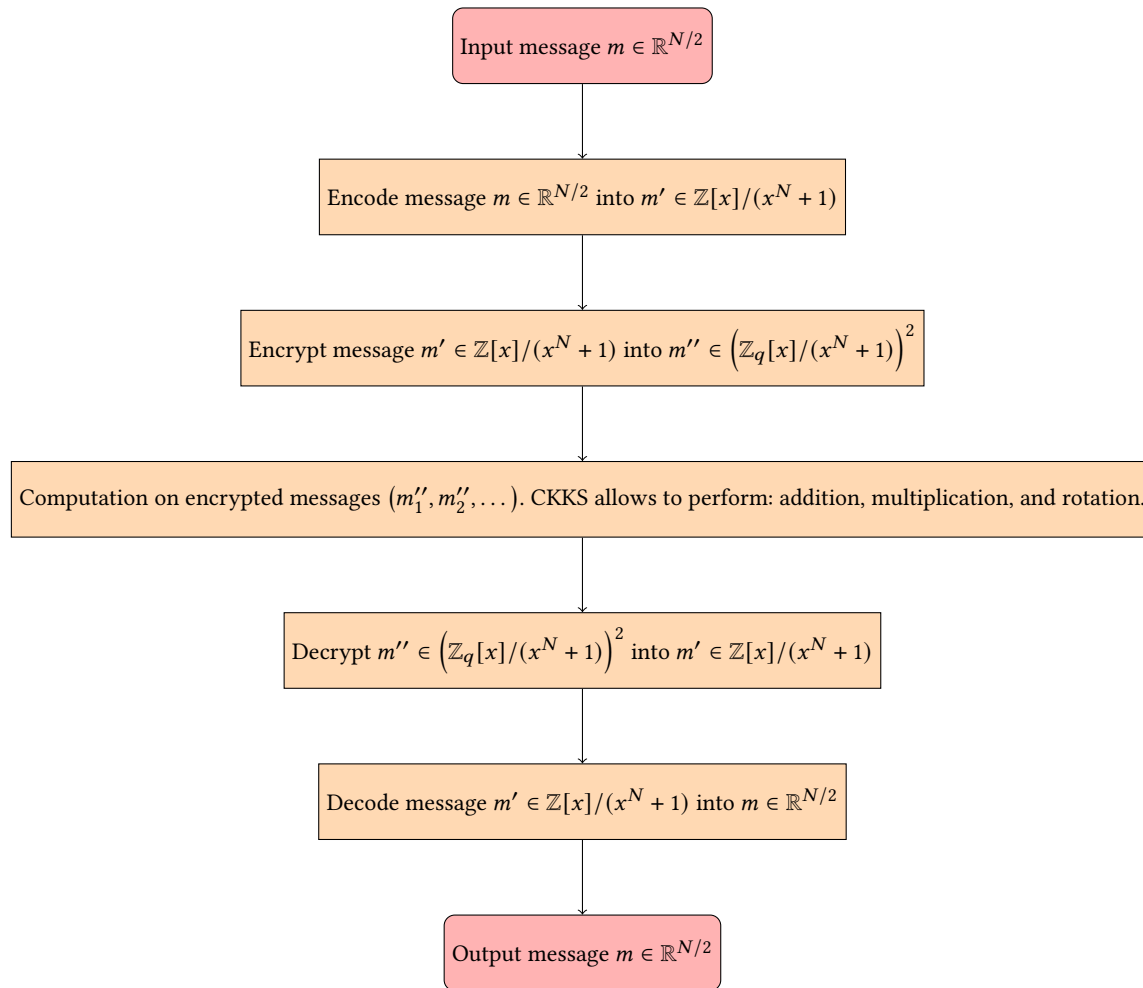 Input message m ∈ ℝ^{N/2}
Encode message m ∈ ℝ^{N/2} into m′ ∈ ℤ[x]/(x^N + 1)
Encrypt message m′ ∈ ℤ[x]/(x^N + 1) into m′′ ∈ (ℤ_q[x]/(x^N + 1))^2
Computation on encrypted messages (m′′_1, m′′_2, . . . ). CKKS allows to perform: addition, multiplication, and rotation.
Decrypt m′′ ∈ (ℤ_q[x]/(x^N + 1))^2 into m′ ∈ ℤ[x]/(x^N + 1)
Decode message m′ ∈ ℤ[x]/(x^N + 1) into m ∈ ℝ^{N/2}
Output message m ∈ ℝ^{N/2}